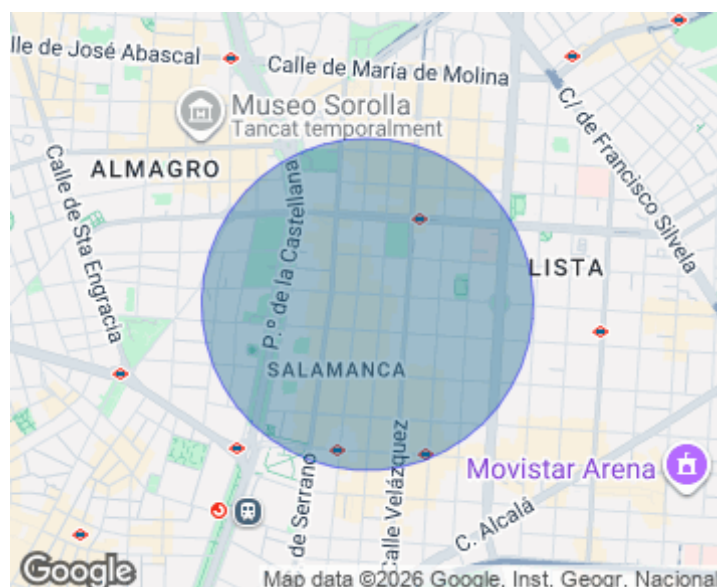 lle de José Abascal
Calle de María de Molina
Museo Sorolla
Tancat temporalment
C/ de Francisco Silvela
ALMAGRO
Calle de Sta Engracia
P.º de la Castellana
LISTA
SALAMANCA
Movistar Arena
de Serrano
Calle Velázquez
C. Alcalá
Google
Map data ©2026 Google, Inst. Geogr. Nacional